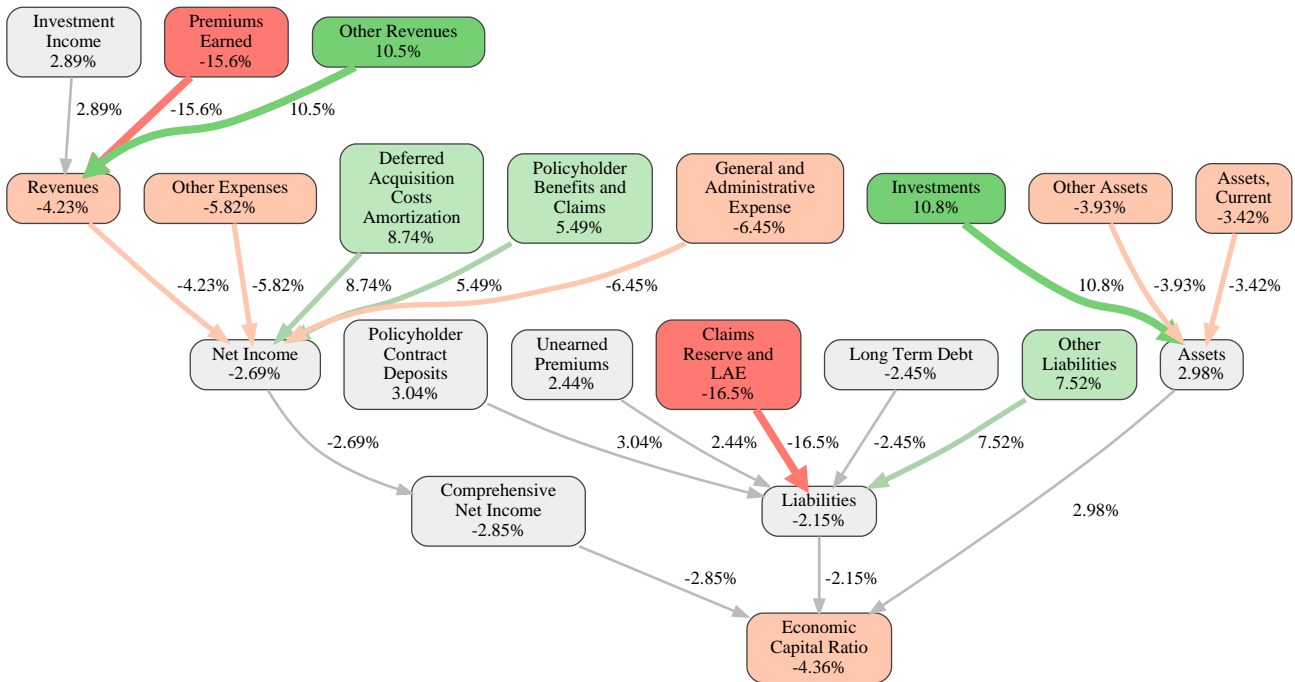 Investment
Income
2.89%
Premiums
Earned
-15.6%
Other Revenues
10.5%
2.89%
-15.6%
10.5%
Revenues
-4.23%
Other Expenses
-5.82%
Deferred
Acquisition
Costs
Amortization
8.74%
Policyholder
Benefits and
Claims
5.49%
General and
Administrative
Expense
-6.45%
Investments
10.8%
Other Assets
-3.93%
Assets,
Current
-3.42%
-4.23%
-5.82%
8.74%
5.49%
-6.45%
10.8%
-3.93%
-3.42%
Net Income
-2.69%
Policyholder
Contract
Deposits
3.04%
Unearned
Premiums
2.44%
Claims
Reserve and
LAE
-16.5%
Long Term Debt
-2.45%
Other
Liabilities
7.52%
Assets
2.98%
-2.69%
3.04%
2.44%
-16.5%
-2.45%
7.52%
2.98%
Comprehensive
Net Income
-2.85%
Liabilities
-2.15%
-2.85%
-2.15%
Economic
Capital Ratio
-4.36%